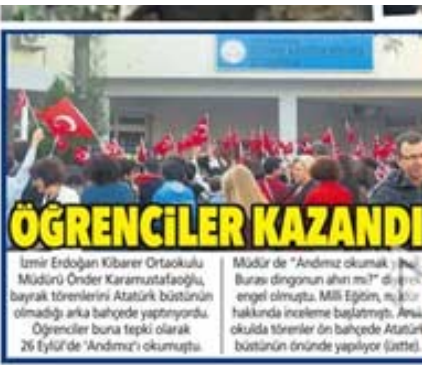 ÖĞRENCİLER KAZANDI
İzmir Erdoğan Kibarer Ortaokulu
Müdürü Önder Karamustafaoğlu,
bayrak törenlerini Atatürk büstünün
olmadığı arka bahçede yaptırıyordu.
Öğrenciler buna tepki olarak
26 Eylül'de 'Andımız'ı okumuştu.
Müdür de "Andımız okumak
Burası dingonun ahırı mı?"
engel olmuştu. Milli Eğitim, müdür
hakkında inceleme başlatmıştı. Ama
okulda törenler ön bahçede Atatürk
büstünün önünde yapılıyor (üstte).